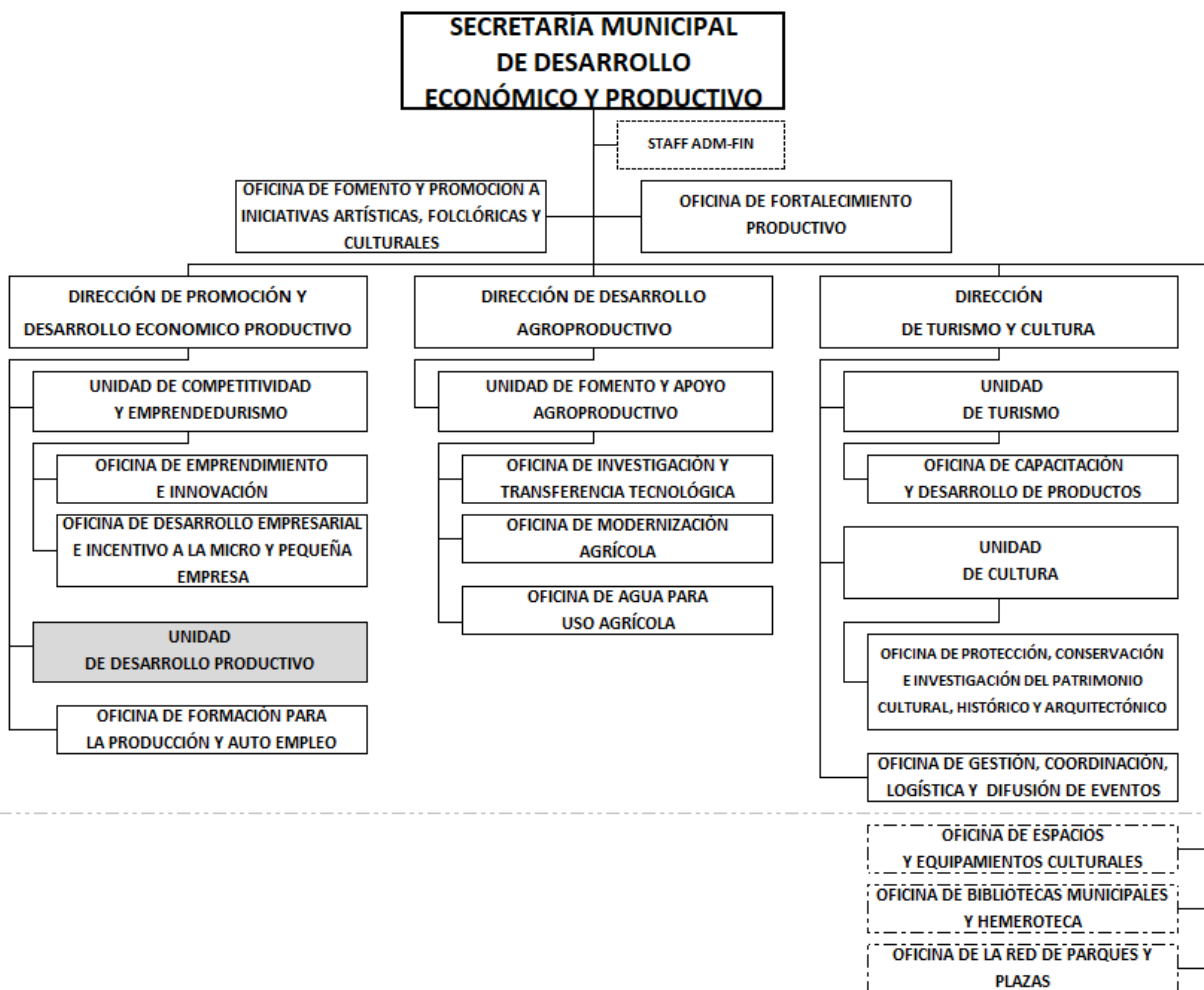 SECRETARÍA MUNICIPAL
DE DESARROLLO
ECONÓMICO Y PRODUCTIVO
STAFF ADM-FIN
OFICINA DE FOMENTO Y PROMOCION A
INICIATIVAS ARTÍSTICAS, FOLCLÓRICAS Y
CULTURALES
OFICINA DE FORTALECIMIENTO
PRODUCTIVO
DIRECCIÓN DE PROMOCIÓN Y
DESARROLLO ECONOMICO PRODUCTIVO
UNIDAD DE COMPETITIVIDAD
Y EMPRENDEDURISMO
OFICINA DE EMPRENDIMIENTO
E INNOVACIÓN
OFICINA DE DESARROLLO EMPRESARIAL
E INCENTIVO A LA MICRO Y PEQUEÑA
EMPRESA
UNIDAD
DE DESARROLLO PRODUCTIVO
OFICINA DE FORMACIÓN PARA
LA PRODUCCIÓN Y AUTO EMPLEO
DIRECCIÓN DE DESARROLLO
AGROPRODUCTIVO
UNIDAD DE FOMENTO Y APOYO
AGROPRODUCTIVO
OFICINA DE INVESTIGACIÓN Y
TRANSFERENCIA TECNOLÓGICA
OFICINA DE MODERNIZACIÓN
AGRÍCOLA
OFICINA DE AGUA PARA
USO AGRÍCOLA
DIRECCIÓN
DE TURISMO Y CULTURA
UNIDAD
DE TURISMO
OFICINA DE CAPACITACIÓN
Y DESARROLLO DE PRODUCTOS
UNIDAD
DE CULTURA
OFICINA DE PROTECCIÓN, CONSERVACIÓN
E INVESTIGACIÓN DEL PATRIMONIO
CULTURAL, HISTÓRICO Y ARQUITECTÓNICO
OFICINA DE GESTIÓN, COORDINACIÓN,
LOGÍSTICA Y DIFUSIÓN DE EVENTOS
OFICINA DE ESPACIOS
Y EQUIPAMIENTOS CULTURALES
OFICINA DE BIBLIOTECAS MUNICIPALES
Y HEMEROTECA
OFICINA DE LA RED DE PARQUES Y
PLAZAS